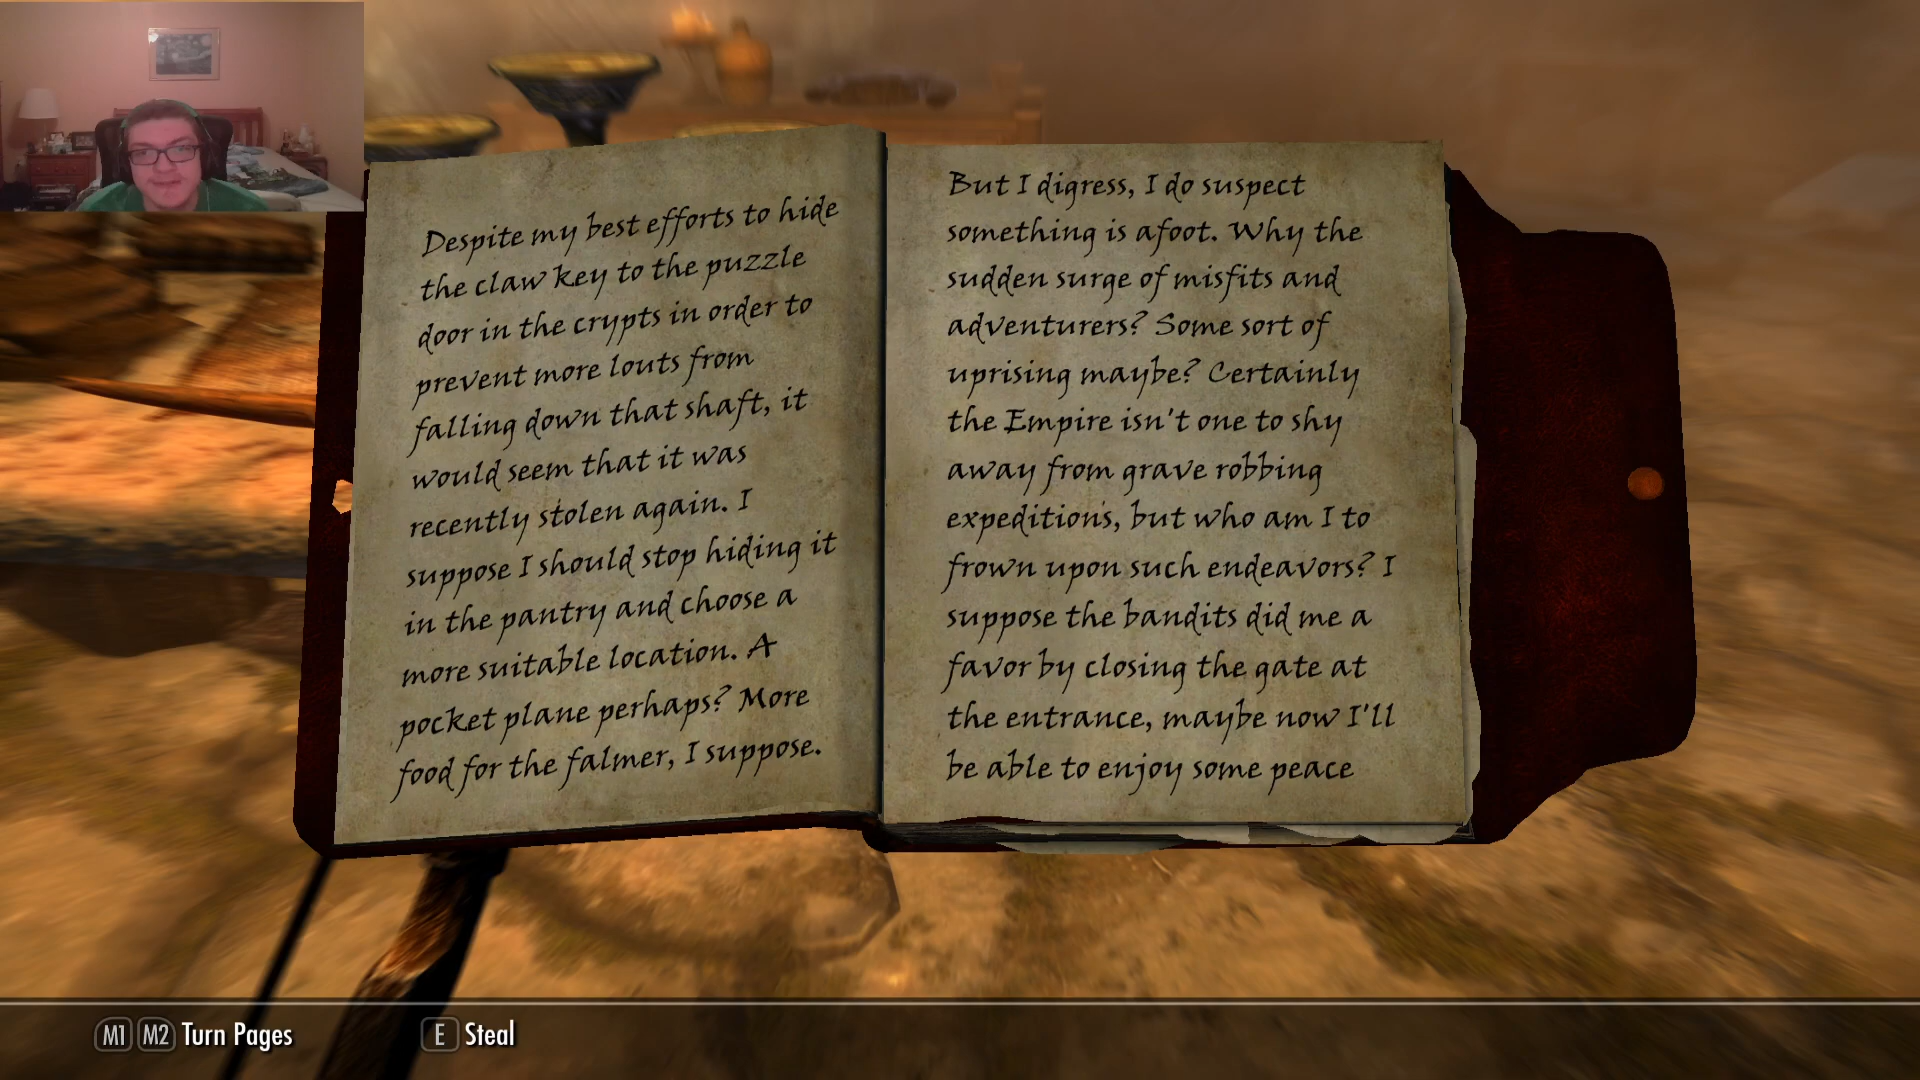 Despite my best efforts to hide
the claw key to the puzzle
door in the crypts in order to
prevent more louts from
falling down that shaft, it
would seem that it was
recently stolen again. I
suppose I should stop hiding it
in the pantry and choose a
more suitable location. A
pocket plane perhaps? More
food for the falmer, I suppose.
But I digress, I do suspect
something is afoot. Why the
sudden surge of misfits and
adventurers? Some sort of
uprising maybe? Certainly
the Empire isn't one to shy
away from grave robbing
expeditions, but who am I to
frown upon such endeavors? I
suppose the bandits did me a
favor by closing the gate at
the entrance, maybe now I'll
be able to enjoy some peace
M1 M2 Turn Pages
E Steal